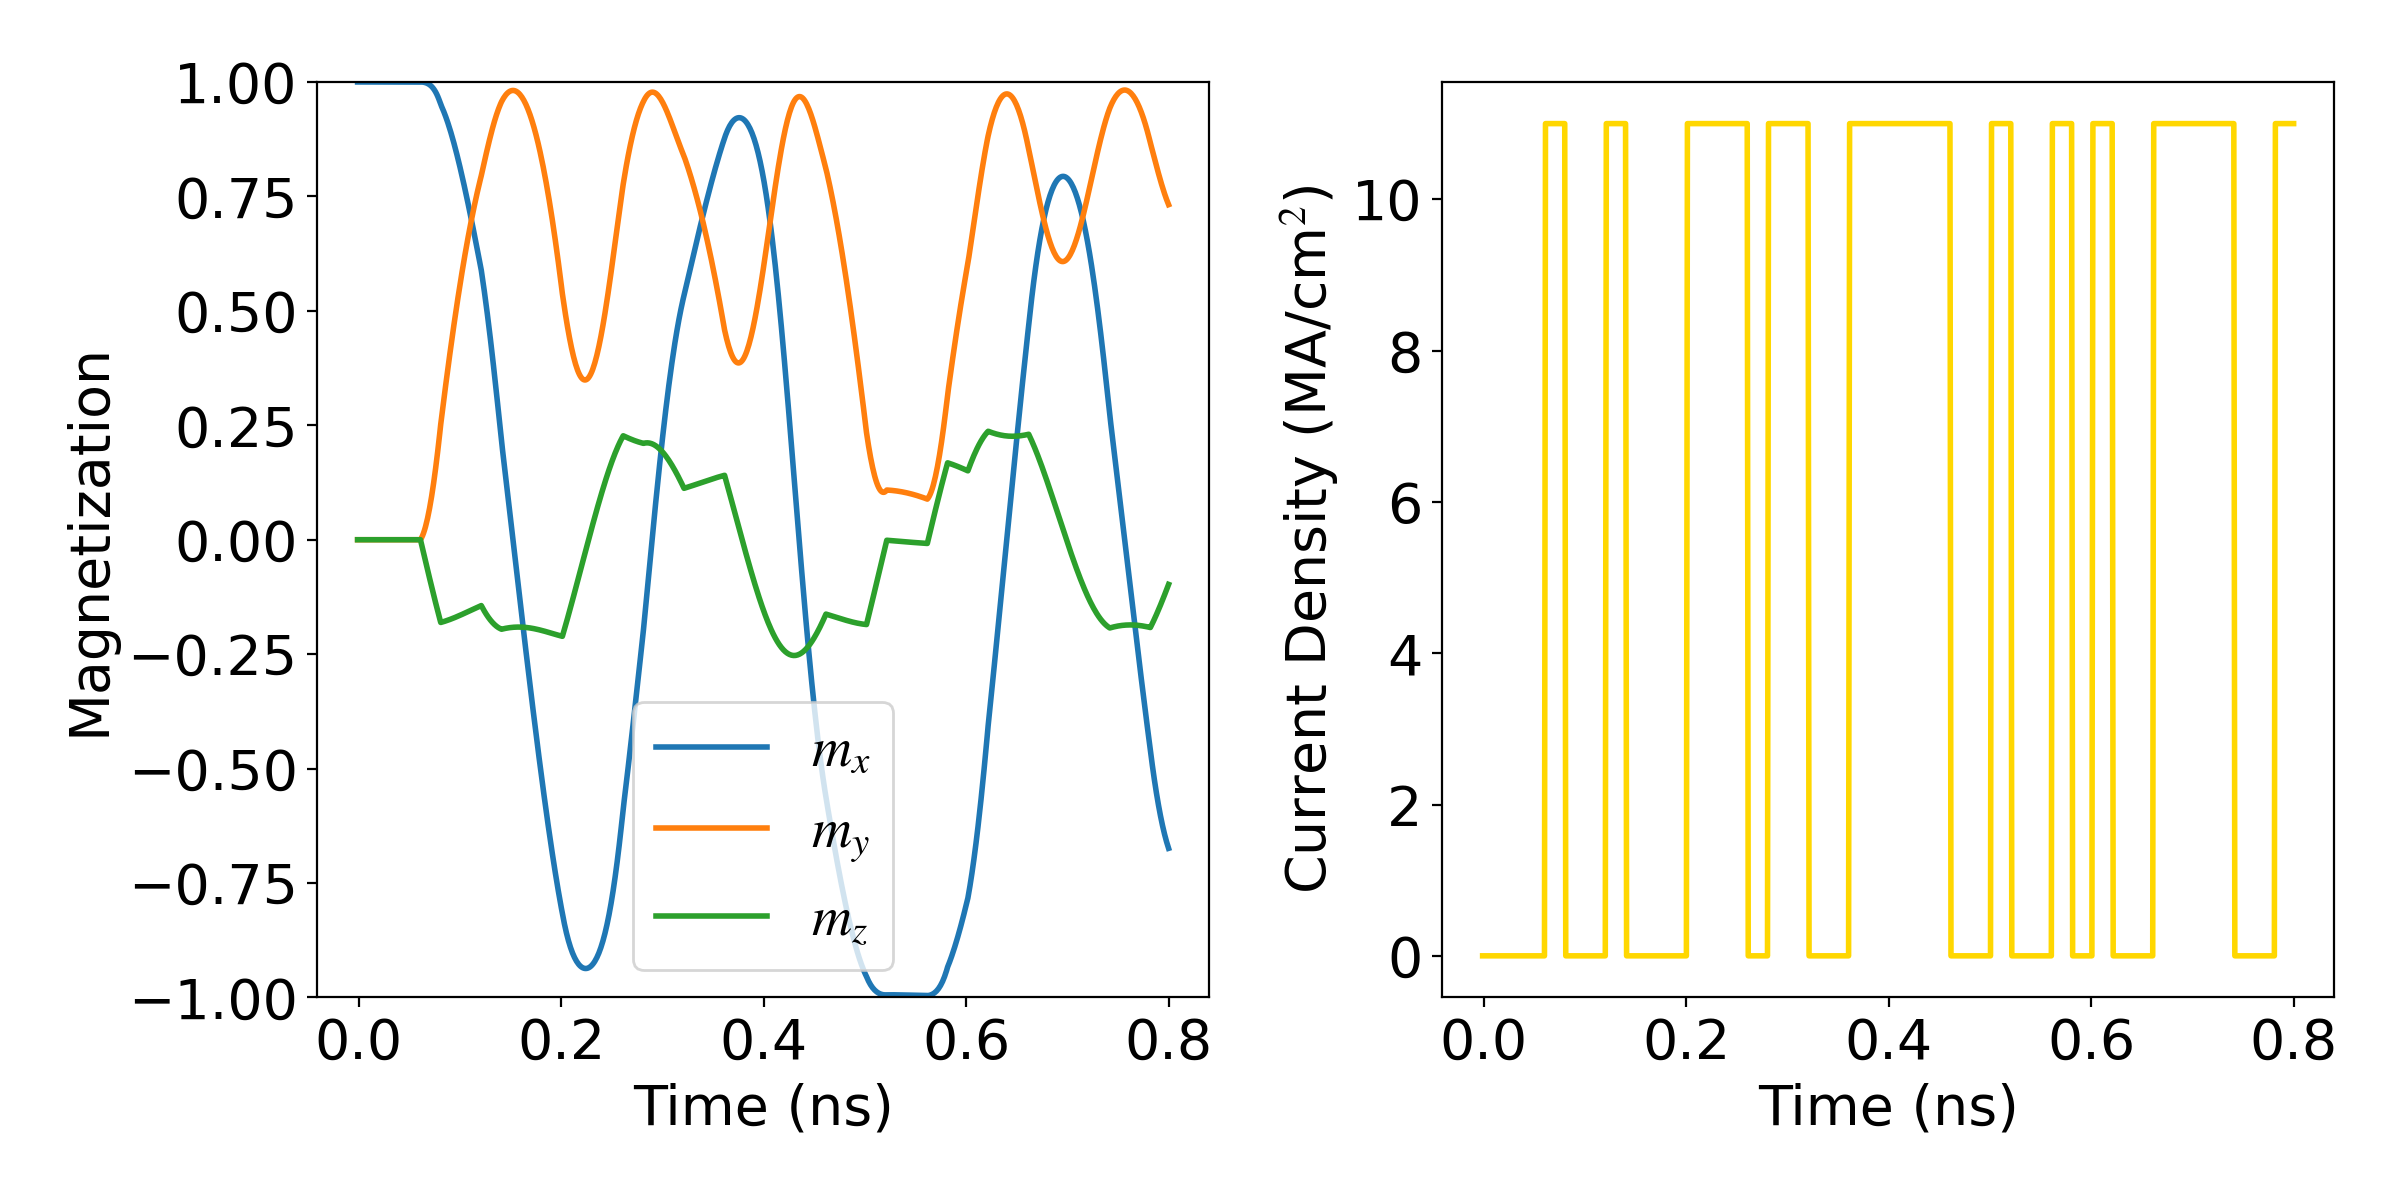 1.00
0.75
0.50
0.25
0.00
−0.25
−0.50
−0.75
−1.00
Magnetization
0.0 0.2 0.4 0.6 0.8
Time (ns)
m_x
m_y
m_z
10
8
6
4
2
0
Current Density (MA/cm²)
0.0 0.2 0.4 0.6 0.8
Time (ns)